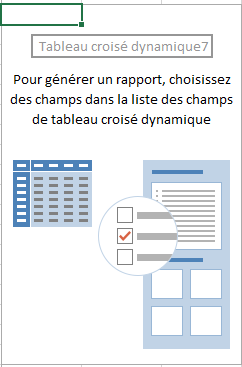 Tableau croisé dynamique7
Pour générer un rapport, choisissez
des champs dans la liste des champs
de tableau croisé dynamique